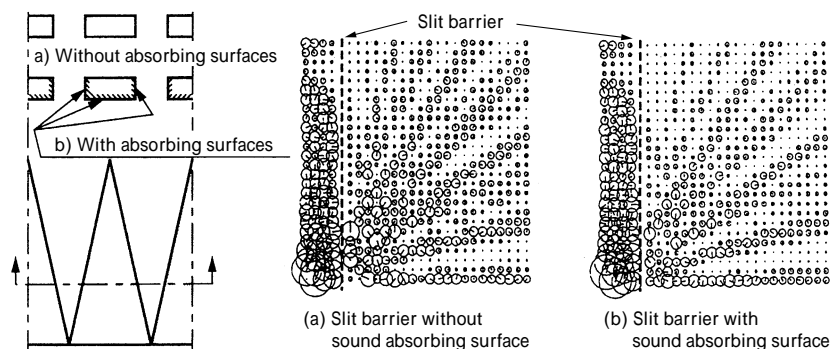 Slit barrier
a) Without absorbing surfaces
b) With absorbing surfaces
(a) Slit barrier without
sound absorbing surface
(b) Slit barrier with
sound absorbing surface